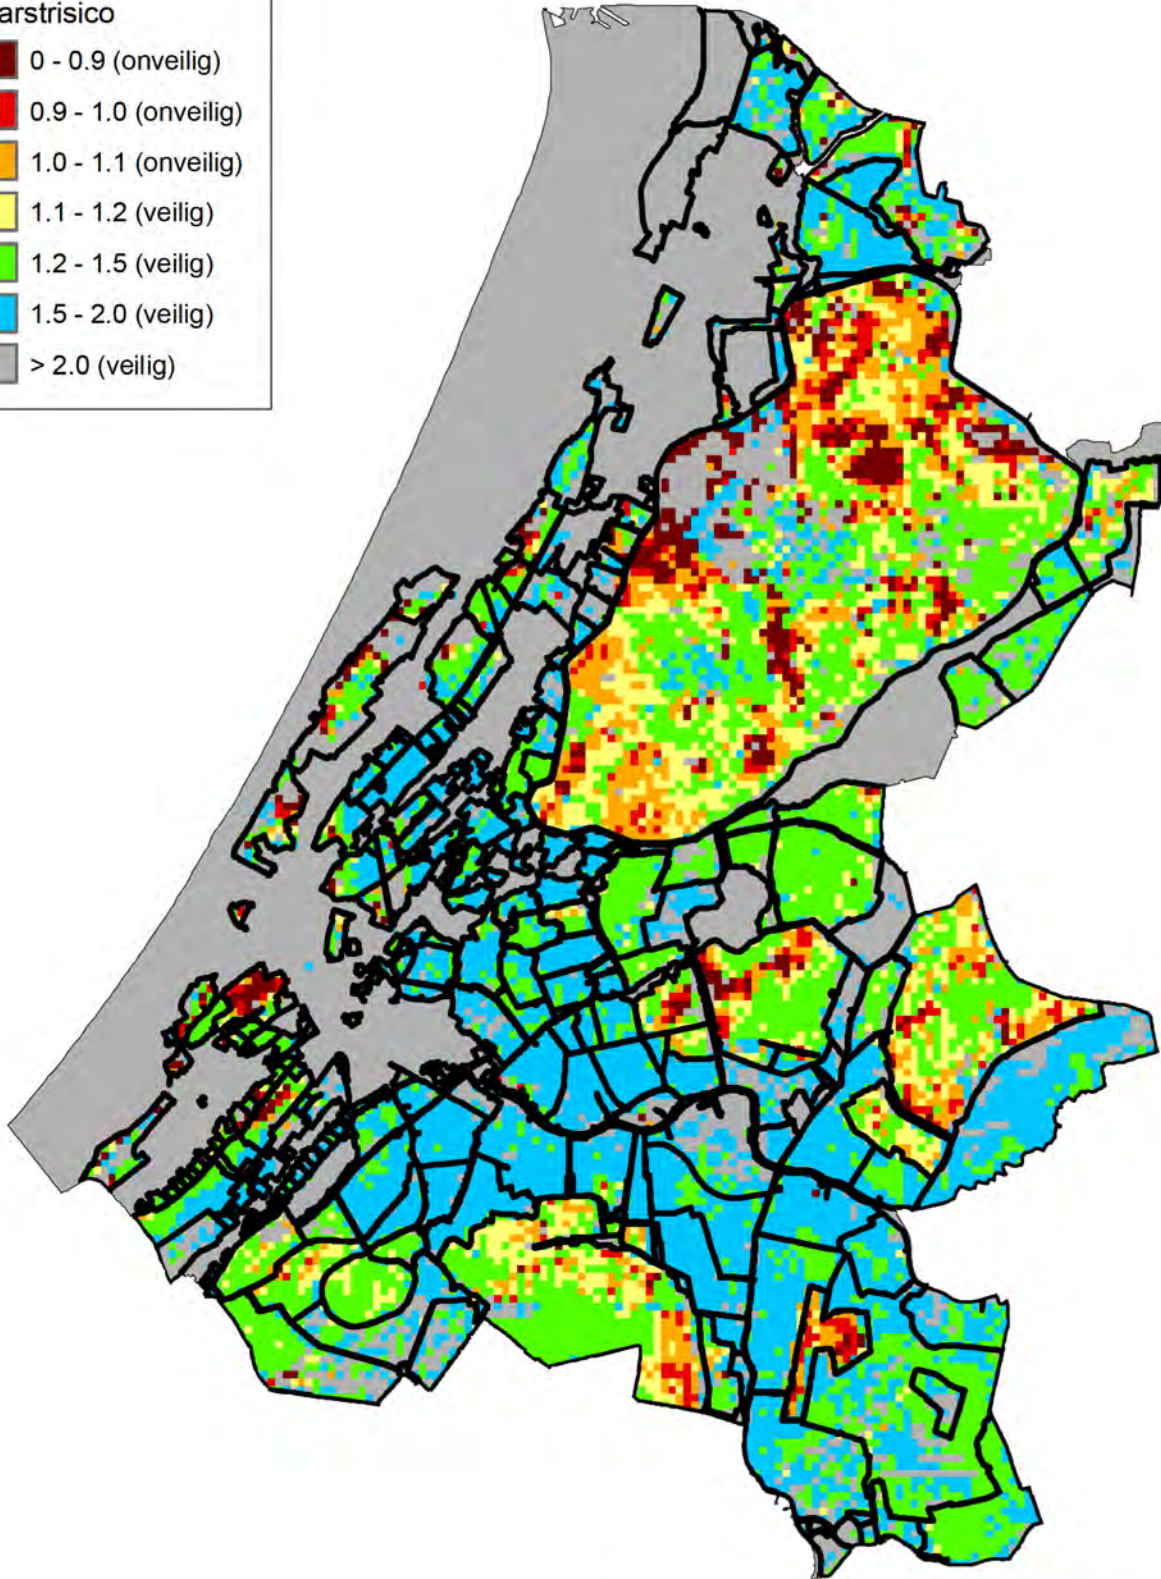 arstrisico
0 - 0.9 (onveilig)
0.9 - 1.0 (onveilig)
1.0 - 1.1 (onveilig)
1.1 - 1.2 (veilig)
1.2 - 1.5 (veilig)
1.5 - 2.0 (veilig)
> 2.0 (veilig)